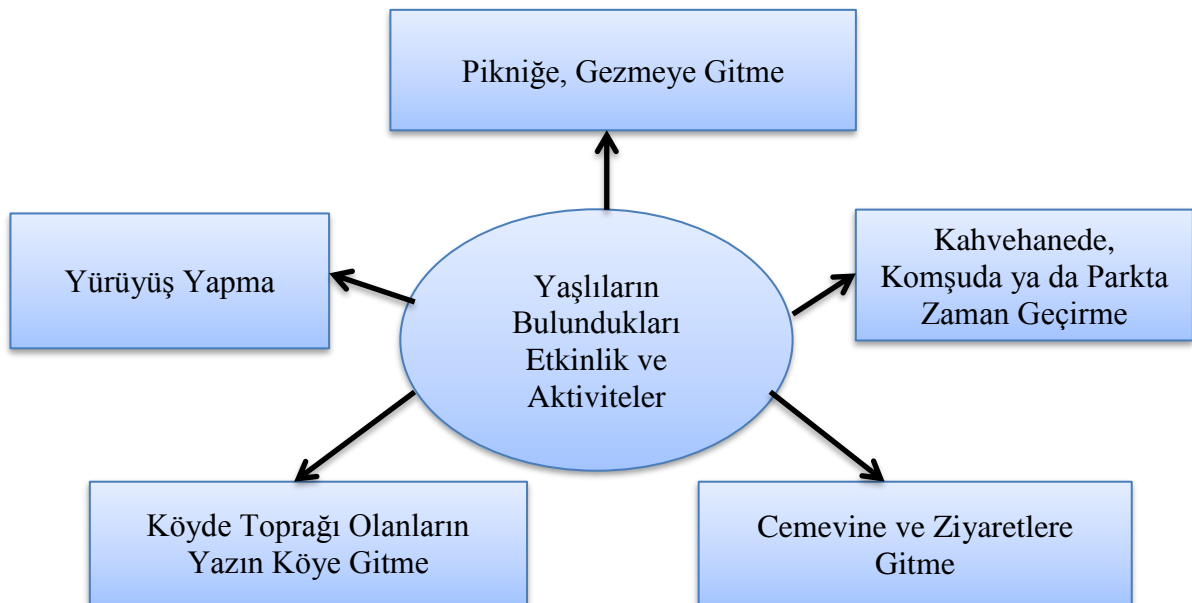 Pikniğe, Gezmeye Gitme
Yürüyüş Yapma
Yaşlıların
Bulundukları
Etkinlik ve
Aktiviteler
Kahvehanede,
Komşuda ya da Parkta
Zaman Geçirme
Köyde Toprağı Olanların
Yazın Köye Gitme
Cemevine ve Ziyaretlere
Gitme